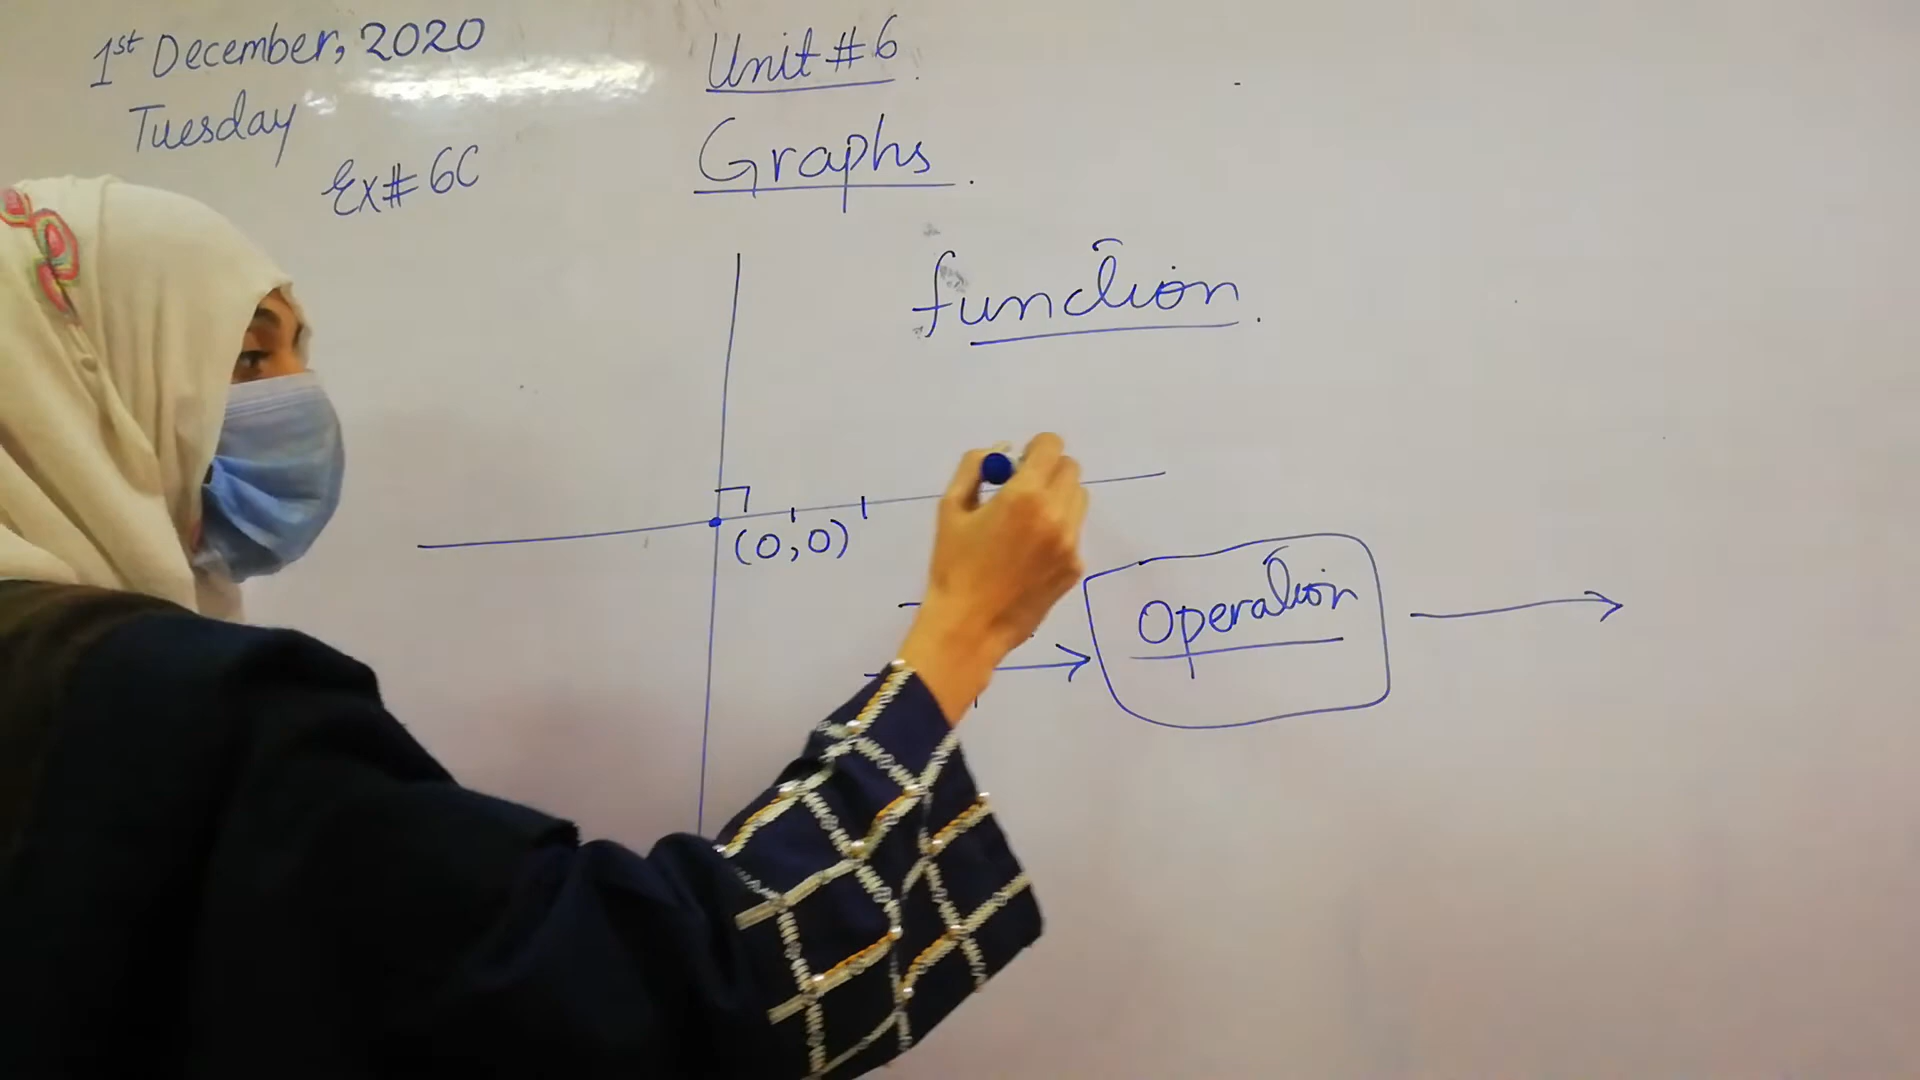 1st December, 2020
Tuesday
Ex# 6C
Unit #6
Graphs
function
(0,0)
Operation